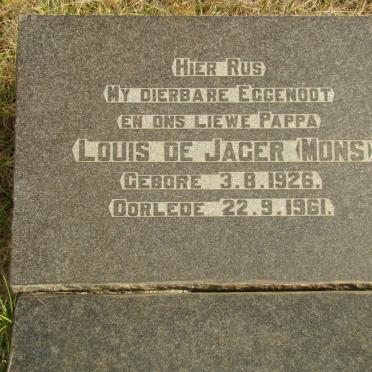 HIER RUS
MY DIERBARE EGGENOOT
EN ONS LIEWE PAPPA
LOUIS DE JAGER (MONS)
GEBORE 3.8.1926.
OORLEDE 22.9.1961.